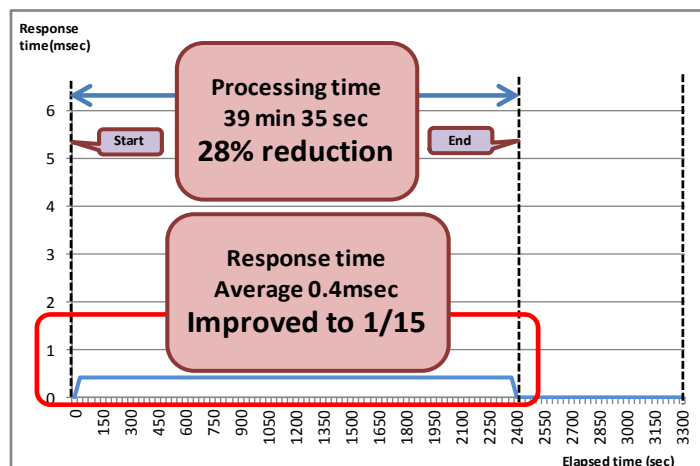 Response
time(msec)
Processing time
39 min 35 sec
28% reduction
Start
End
Response time
Average 0.4msec
Improved to 1/15
6
5
4
3
2
1
0
0
150
300
450
600
750
900
1050
1200
1350
1500
1650
1800
1950
2100
2250
2400
2550
2700
2850
3000
3150
3300
Elapsed time (sec)